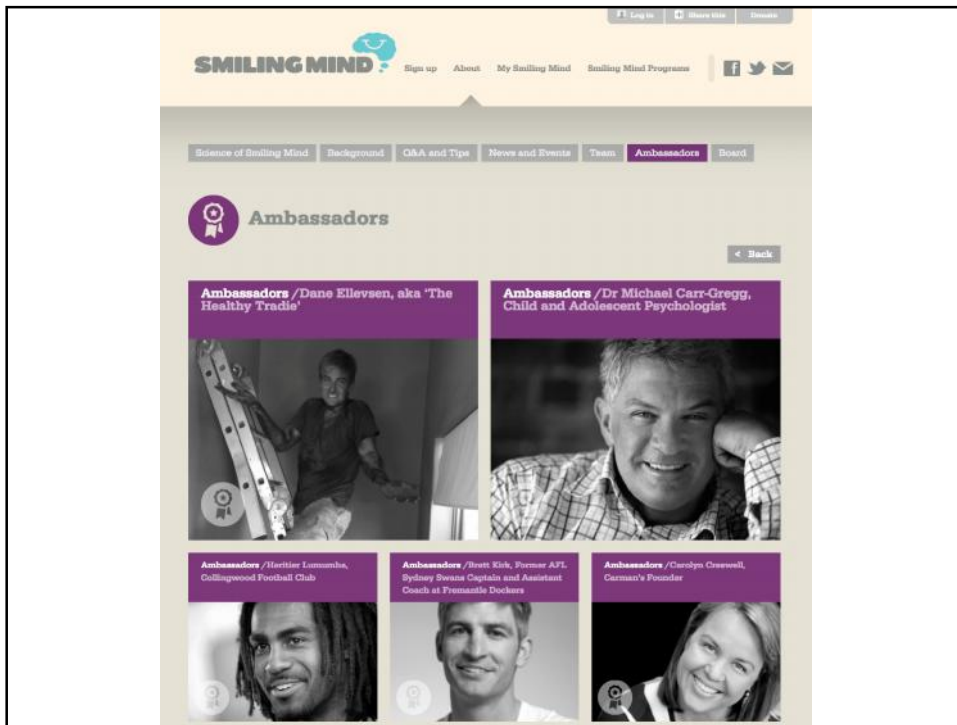 Log in Share this Donate
SMILING MIND
Sign up About My Smiling Mind Smiling Mind Programs
Science of Smiling Mind Background Q&A and Tips News and Events Team Ambassadors Board
Ambassadors
< Back
Ambassadors /Dane Ellevsen, aka ‘The
Healthy Tradie’
Ambassadors /Dr Michael Carr-Gregg,
Child and Adolescent Psychologist
Ambassadors /Heritier Lumumba,
Collingwood Football Club
Ambassadors /Brett Kirk, Former AFL
Sydney Swans Captain and Assistant
Coach at Fremantle Dockers
Ambassadors /Carolyn Creswell,
Carman's Founder